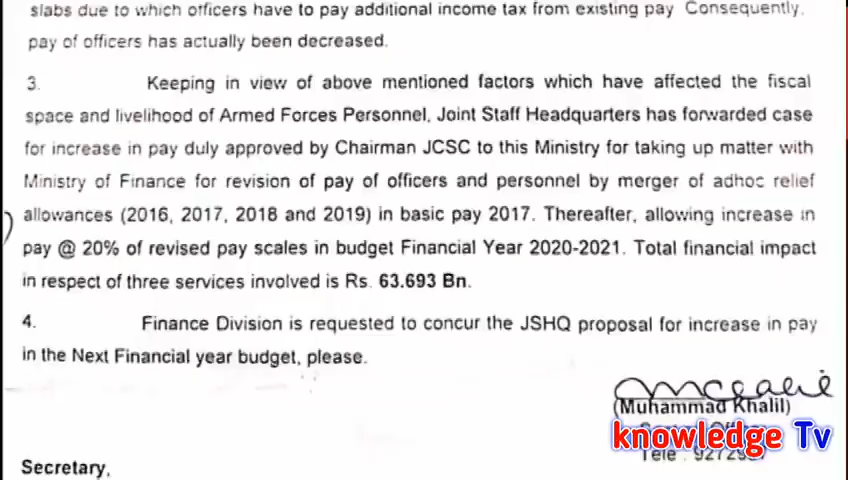 slabs due to which officers have to pay additional income tax from existing pay Consequently,
pay of officers has actually been decreased.
3. Keeping in view of above mentioned factors which have affected the fiscal
space and livelihood of Armed Forces Personnel, Joint Staff Headquarters has forwarded case
for increase in pay duly approved by Chairman JCSC to this Ministry for taking up matter with
Ministry of Finance for revision of pay of officers and personnel by merger of adhoc relief
allowances (2016, 2017, 2018 and 2019) in basic pay 2017. Thereafter, allowing increase in
pay @ 20% of revised pay scales in budget Financial Year 2020-2021. Total financial impact
in respect of three services involved is Rs. 63.693 Bn.
4. Finance Division is requested to concur the JSHQ proposal for increase in pay
in the Next Financial year budget, please.
(Muhammad Khalil)
knowledge Tv
Tele :
Secretary,